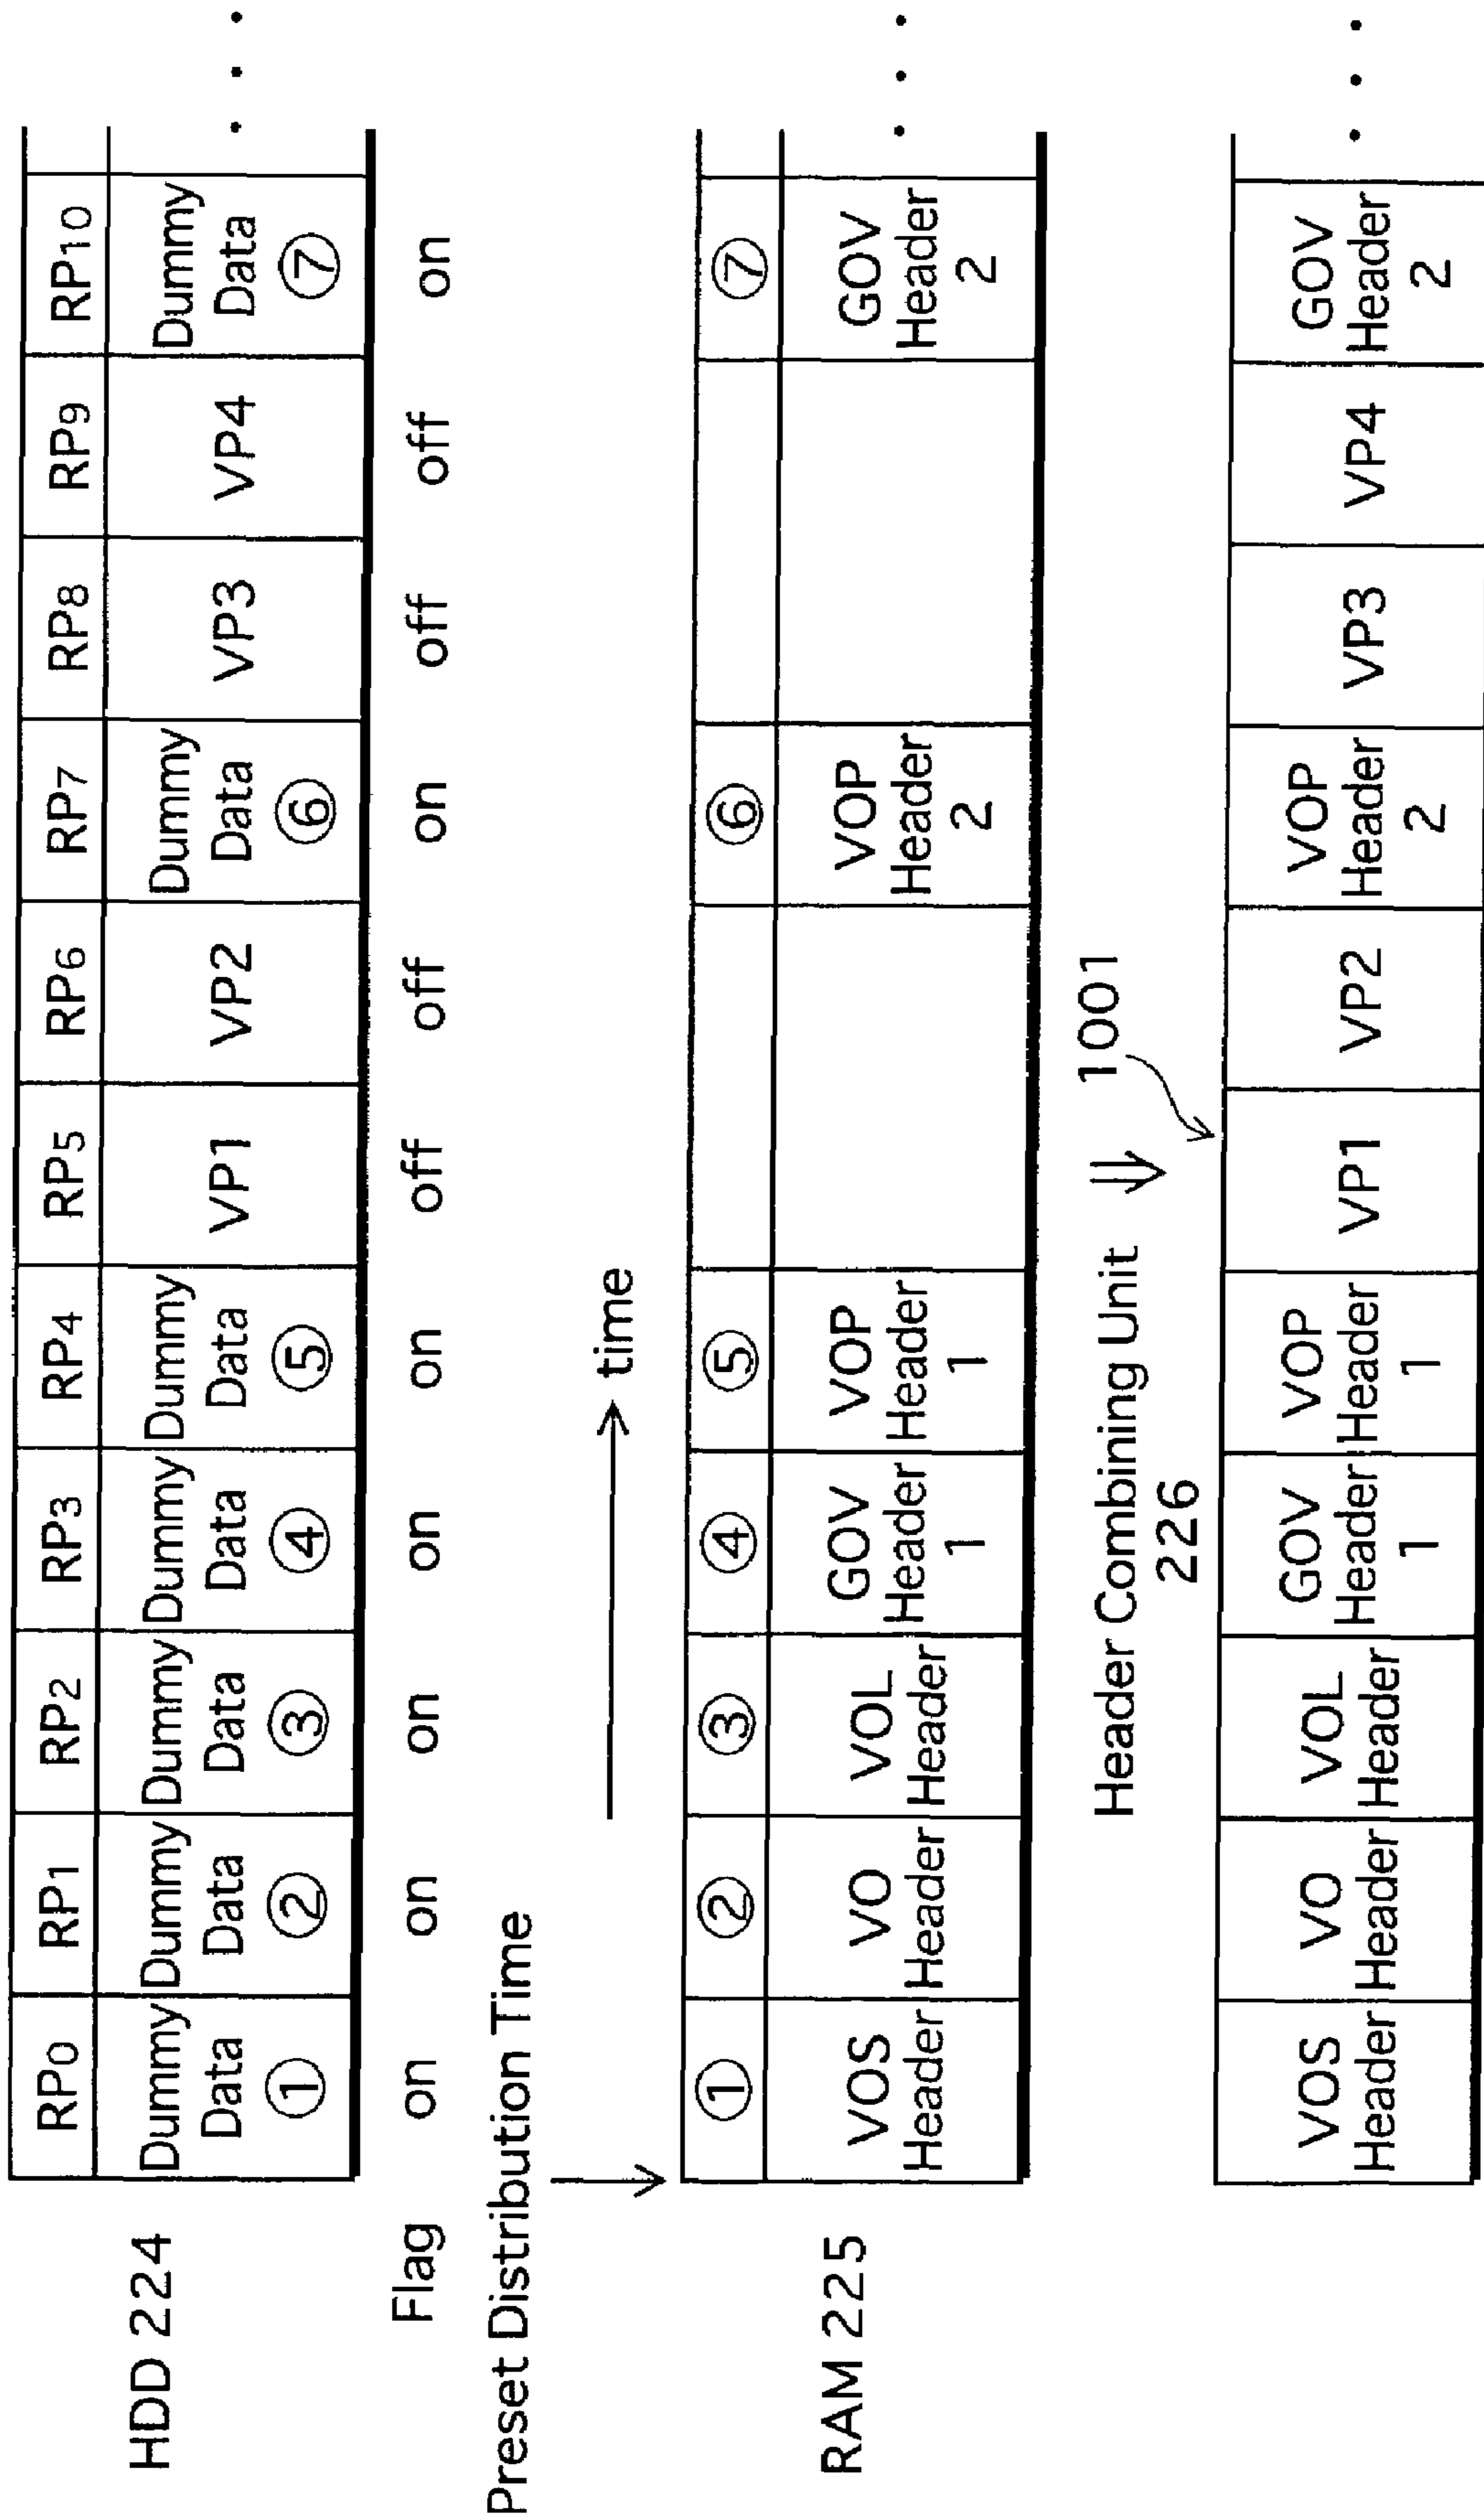 HDD 224
RP0 RP1 RP2 RP3 RP4 RP5 RP6 RP7 RP8 RP9 RP10
Dummy Data ① Dummy Data ② Dummy Data ③ Dummy Data ④ Dummy Data ⑤ VP1 VP2 Dummy Data ⑥ VP3 VP4 Dummy Data ⑦ . . .
Flag on on on on on off off on off off on
Preset Distribution Time
time
RAM 225
① ② ③ ④ ⑤ ⑥ ⑦
VOS Header VO Header VOL Header GOV Header 1 VOP Header 1 VOP Header 2 GOV Header 2 . . .
Header Combining Unit
226
1001
VOS Header VO Header VOL Header GOV Header 1 VOP Header 1 VP1 VP2 VOP Header 2 VP3 VP4 GOV Header 2 . . .